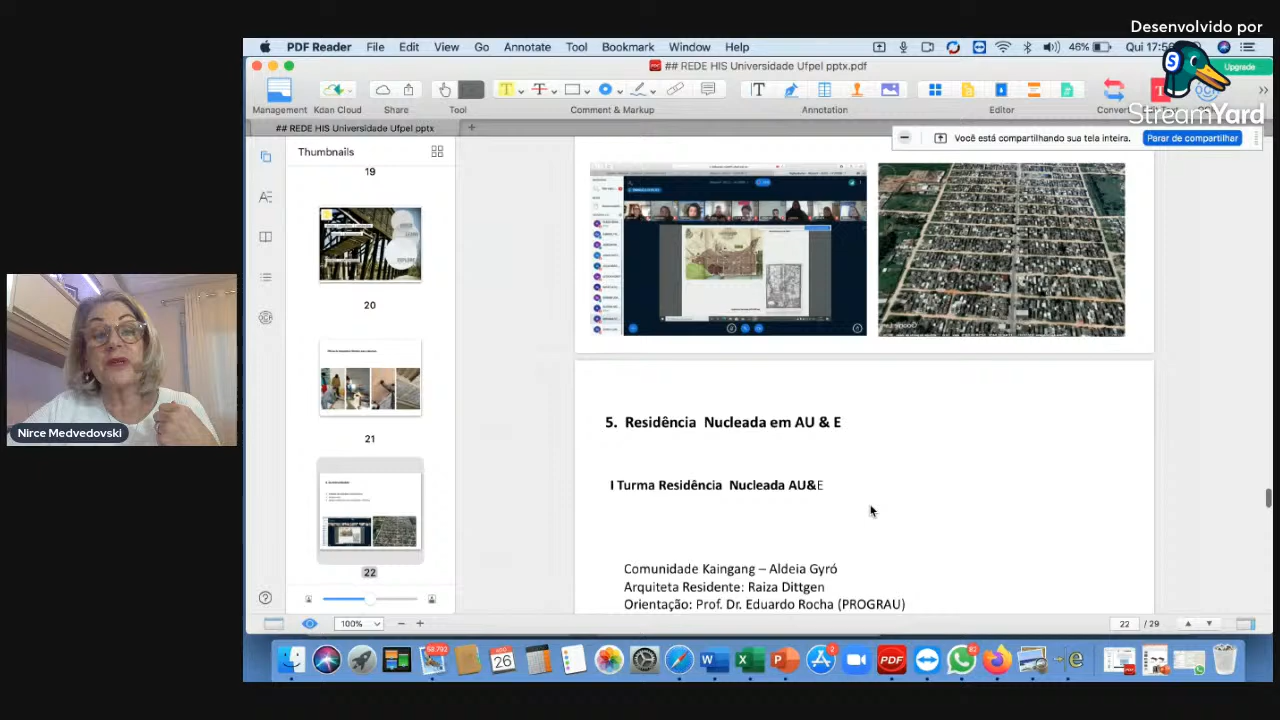 Desenvolvido por
StreamYard
PDF Reader File Edit View Go Annotate Tool Bookmark Window Help
46% Qui 17:56
## REDE HIS Universidade Ufpel pptx.pdf
Upgrade
Management Kdan Cloud Share Tool Comment & Markup Annotation Editor Convert
## REDE HIS Universidade Ufpel pptx
Você está compartilhando sua tela inteira. Parar de compartilhar
Thumbnails
19
20
21
22
5. Residência Nucleada em AU & E
I Turma Residência Nucleada AU&E
Comunidade Kaingang – Aldeia Gyró
Arquiteta Residente: Raiza Dittgen
Orientação: Prof. Dr. Eduardo Rocha (PROGRAU)
Nirce Medvedovski
100%
22 / 29
26